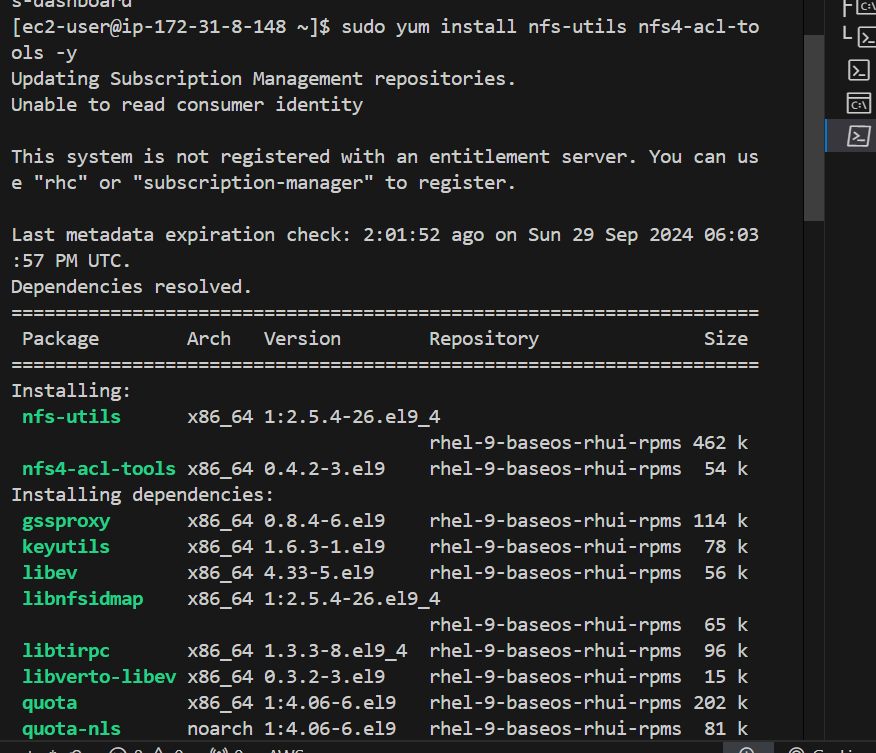 s-dashboard
[ec2-user@ip-172-31-8-148 ~]$ sudo yum install nfs-utils nfs4-acl-to
ols -y
Updating Subscription Management repositories.
Unable to read consumer identity
This system is not registered with an entitlement server. You can us
e "rhc" or "subscription-manager" to register.
Last metadata expiration check: 2:01:52 ago on Sun 29 Sep 2024 06:03
:57 PM UTC.
Dependencies resolved.
====================================================================
Package Arch Version Repository Size
====================================================================
Installing:
nfs-utils x86_64 1:2.5.4-26.el9_4
rhel-9-baseos-rhui-rpms 462 k
nfs4-acl-tools x86_64 0.4.2-3.el9 rhel-9-baseos-rhui-rpms 54 k
Installing dependencies:
gssproxy x86_64 0.8.4-6.el9 rhel-9-baseos-rhui-rpms 114 k
keyutils x86_64 1.6.3-1.el9 rhel-9-baseos-rhui-rpms 78 k
libev x86_64 4.33-5.el9 rhel-9-baseos-rhui-rpms 56 k
libnfsidmap x86_64 1:2.5.4-26.el9_4
rhel-9-baseos-rhui-rpms 65 k
libtirpc x86_64 1.3.3-8.el9_4 rhel-9-baseos-rhui-rpms 96 k
libverto-libev x86_64 0.3.2-3.el9 rhel-9-baseos-rhui-rpms 15 k
quota x86_64 1:4.06-6.el9 rhel-9-baseos-rhui-rpms 202 k
quota-nls noarch 1:4.06-6.el9 rhel-9-baseos-rhui-rpms 81 k